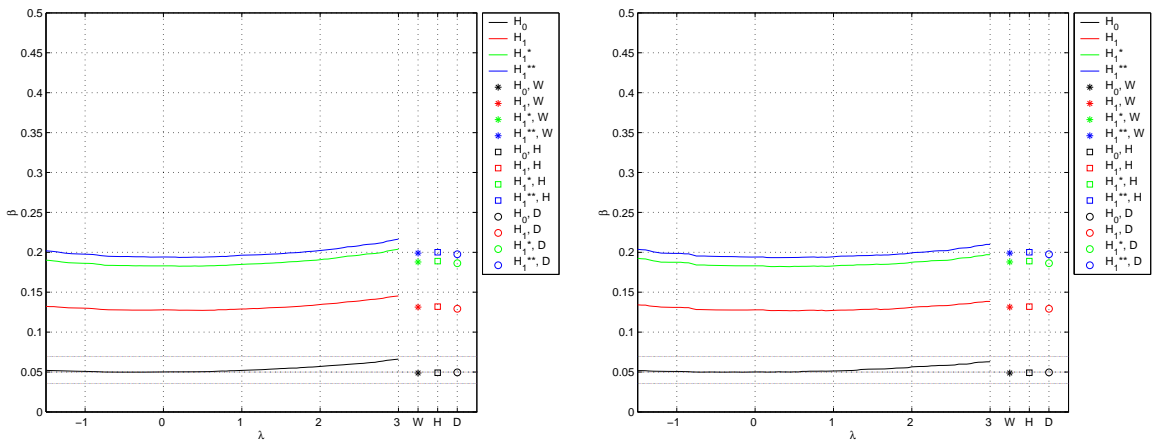 0.5
0.45
0.4
0.35
0.3
0.25
0.2
0.15
0.1
0.05
0
β
−1 0 1 2 3 W H D
λ
H₀
H₁
H₁*
H₁**
H₀, W
H₁, W
H₁*, W
H₁**, W
H₀, H
H₁, H
H₁*, H
H₁**, H
H₀, D
H₁, D
H₁*, D
H₁**, D
0.5
0.45
0.4
0.35
0.3
0.25
0.2
0.15
0.1
0.05
0
β
−1 0 1 2 3 W H D
λ
H₀
H₁
H₁*
H₁**
H₀, W
H₁, W
H₁*, W
H₁**, W
H₀, H
H₁, H
H₁*, H
H₁**, H
H₀, D
H₁, D
H₁*, D
H₁**, D